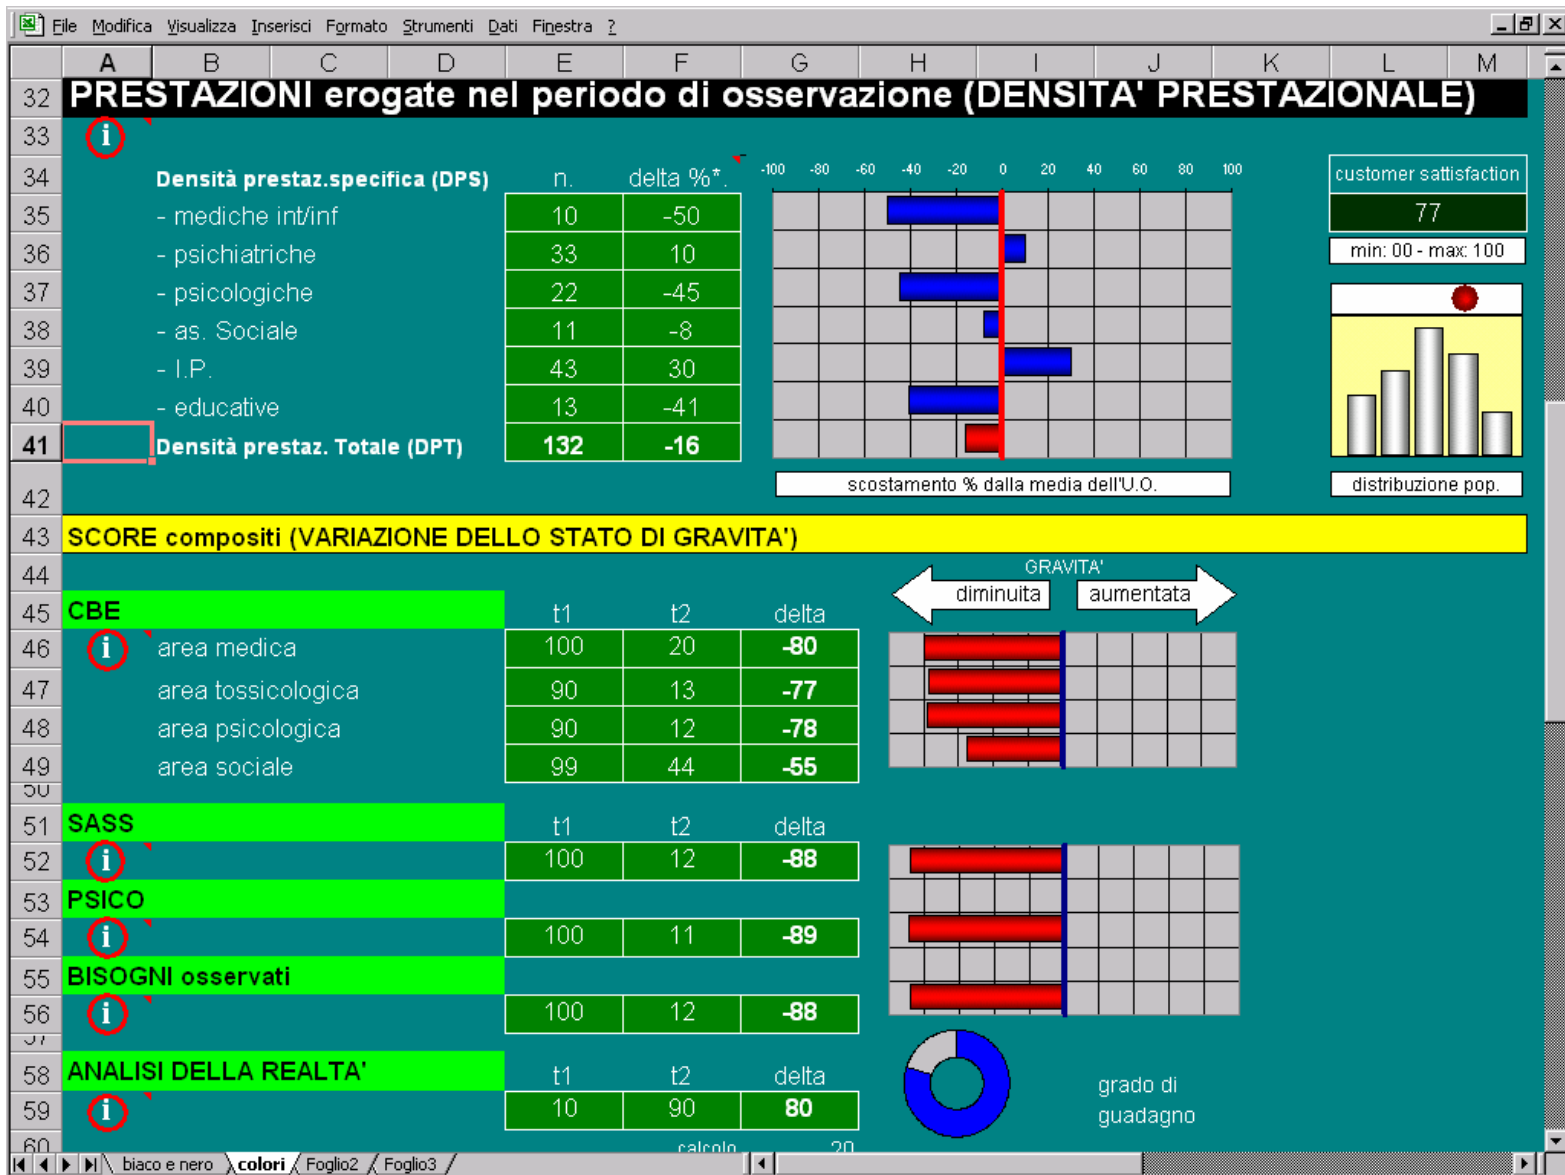 File Modifica Visualizza Inserisci Formato Strumenti Dati Finestra ?
A B C D E F G H I J K L M
32 PRESTAZIONI erogate nel periodo di osservazione (DENSITA' PRESTAZIONALE)
33 i
34 Densità prestaz.specifica (DPS) n. delta %*. -100 -80 -60 -40 -20 0 20 40 60 80 100 customer sattisfaction
35 - mediche int/inf 10 -50 77
36 - psichiatriche 33 10 min: 00 - max: 100
37 - psicologiche 22 -45
38 - as. Sociale 11 -8
39 - I.P. 43 30
40 - educative 13 -41
41 Densità prestaz. Totale (DPT) 132 -16
42 scostamento % dalla media dell'U.O. distribuzione pop.
43 SCORE compositi (VARIAZIONE DELLO STATO DI GRAVITA')
44 GRAVITA'
diminuita aumentata
45 CBE t1 t2 delta
46 i area medica 100 20 -80
47 area tossicologica 90 13 -77
48 area psicologica 90 12 -78
49 area sociale 99 44 -55
50
51 SASS t1 t2 delta
52 i 100 12 -88
53 PSICO
54 i 100 11 -89
55 BISOGNI osservati
56 i 100 12 -88
57
58 ANALISI DELLA REALTA' t1 t2 delta grado di
59 i 10 90 80 guadagno
60 calcolo 20
biaco e nero colori Foglio2 Foglio3